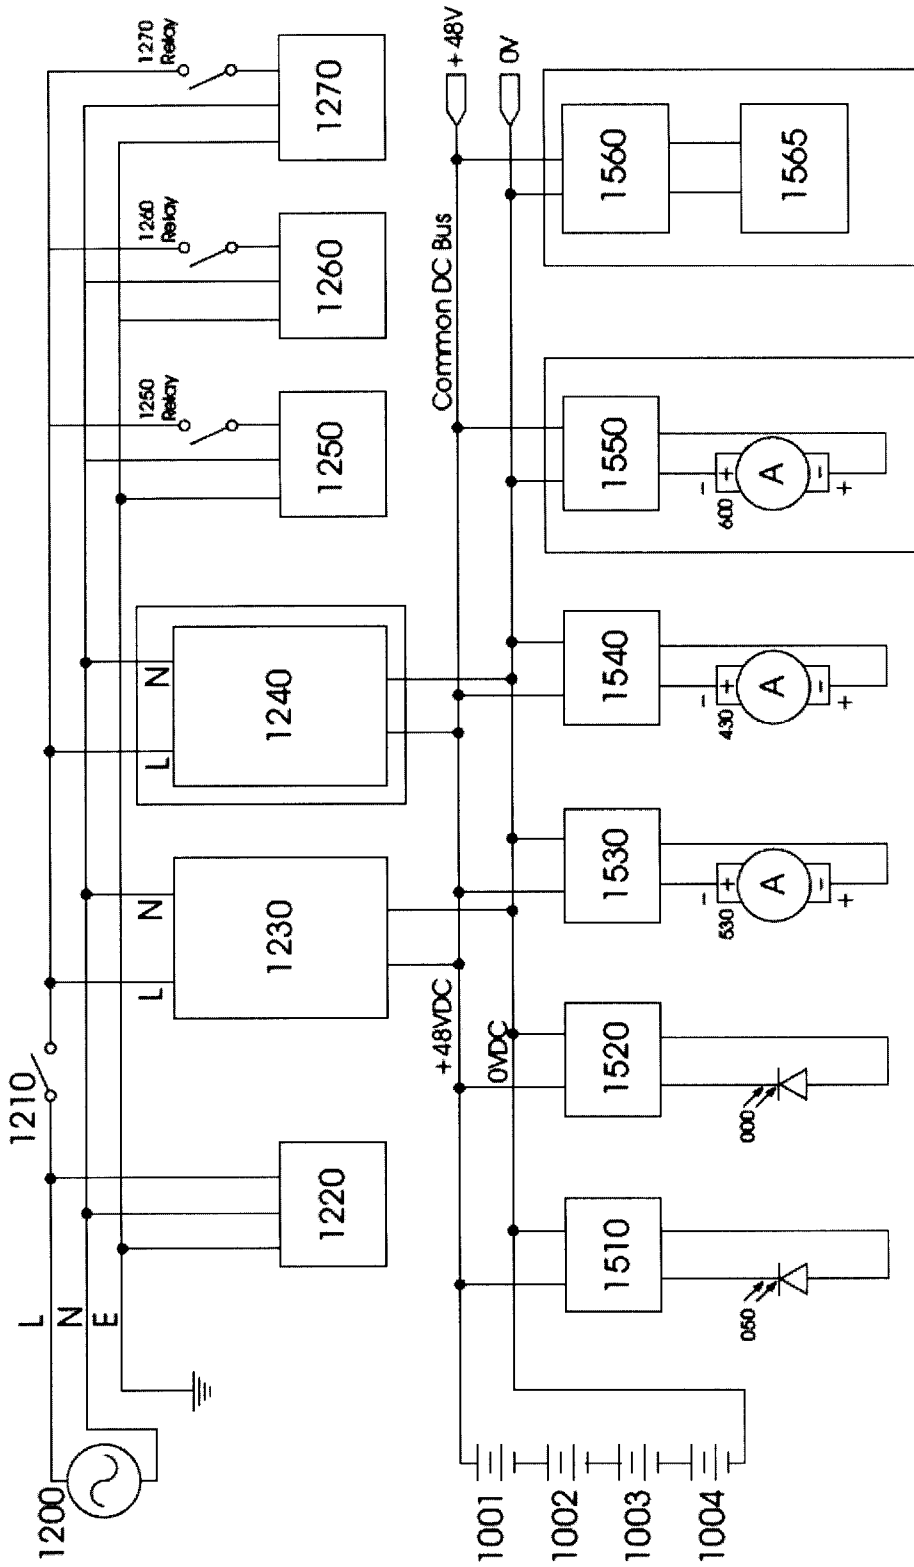 1200
L
N
E
1210
1220
L
N
1230
L
N
1240
1250
Relay
1250
1260
Relay
1260
1270
Relay
1270
+48VDC
0VDC
Common DC Bus
+48V
0V
1001
1002
1003
1004
1510
050
1520
000
1530
530
- +
A
- +
1540
430
- +
A
- +
1550
600
- +
A
- +
1560
1565